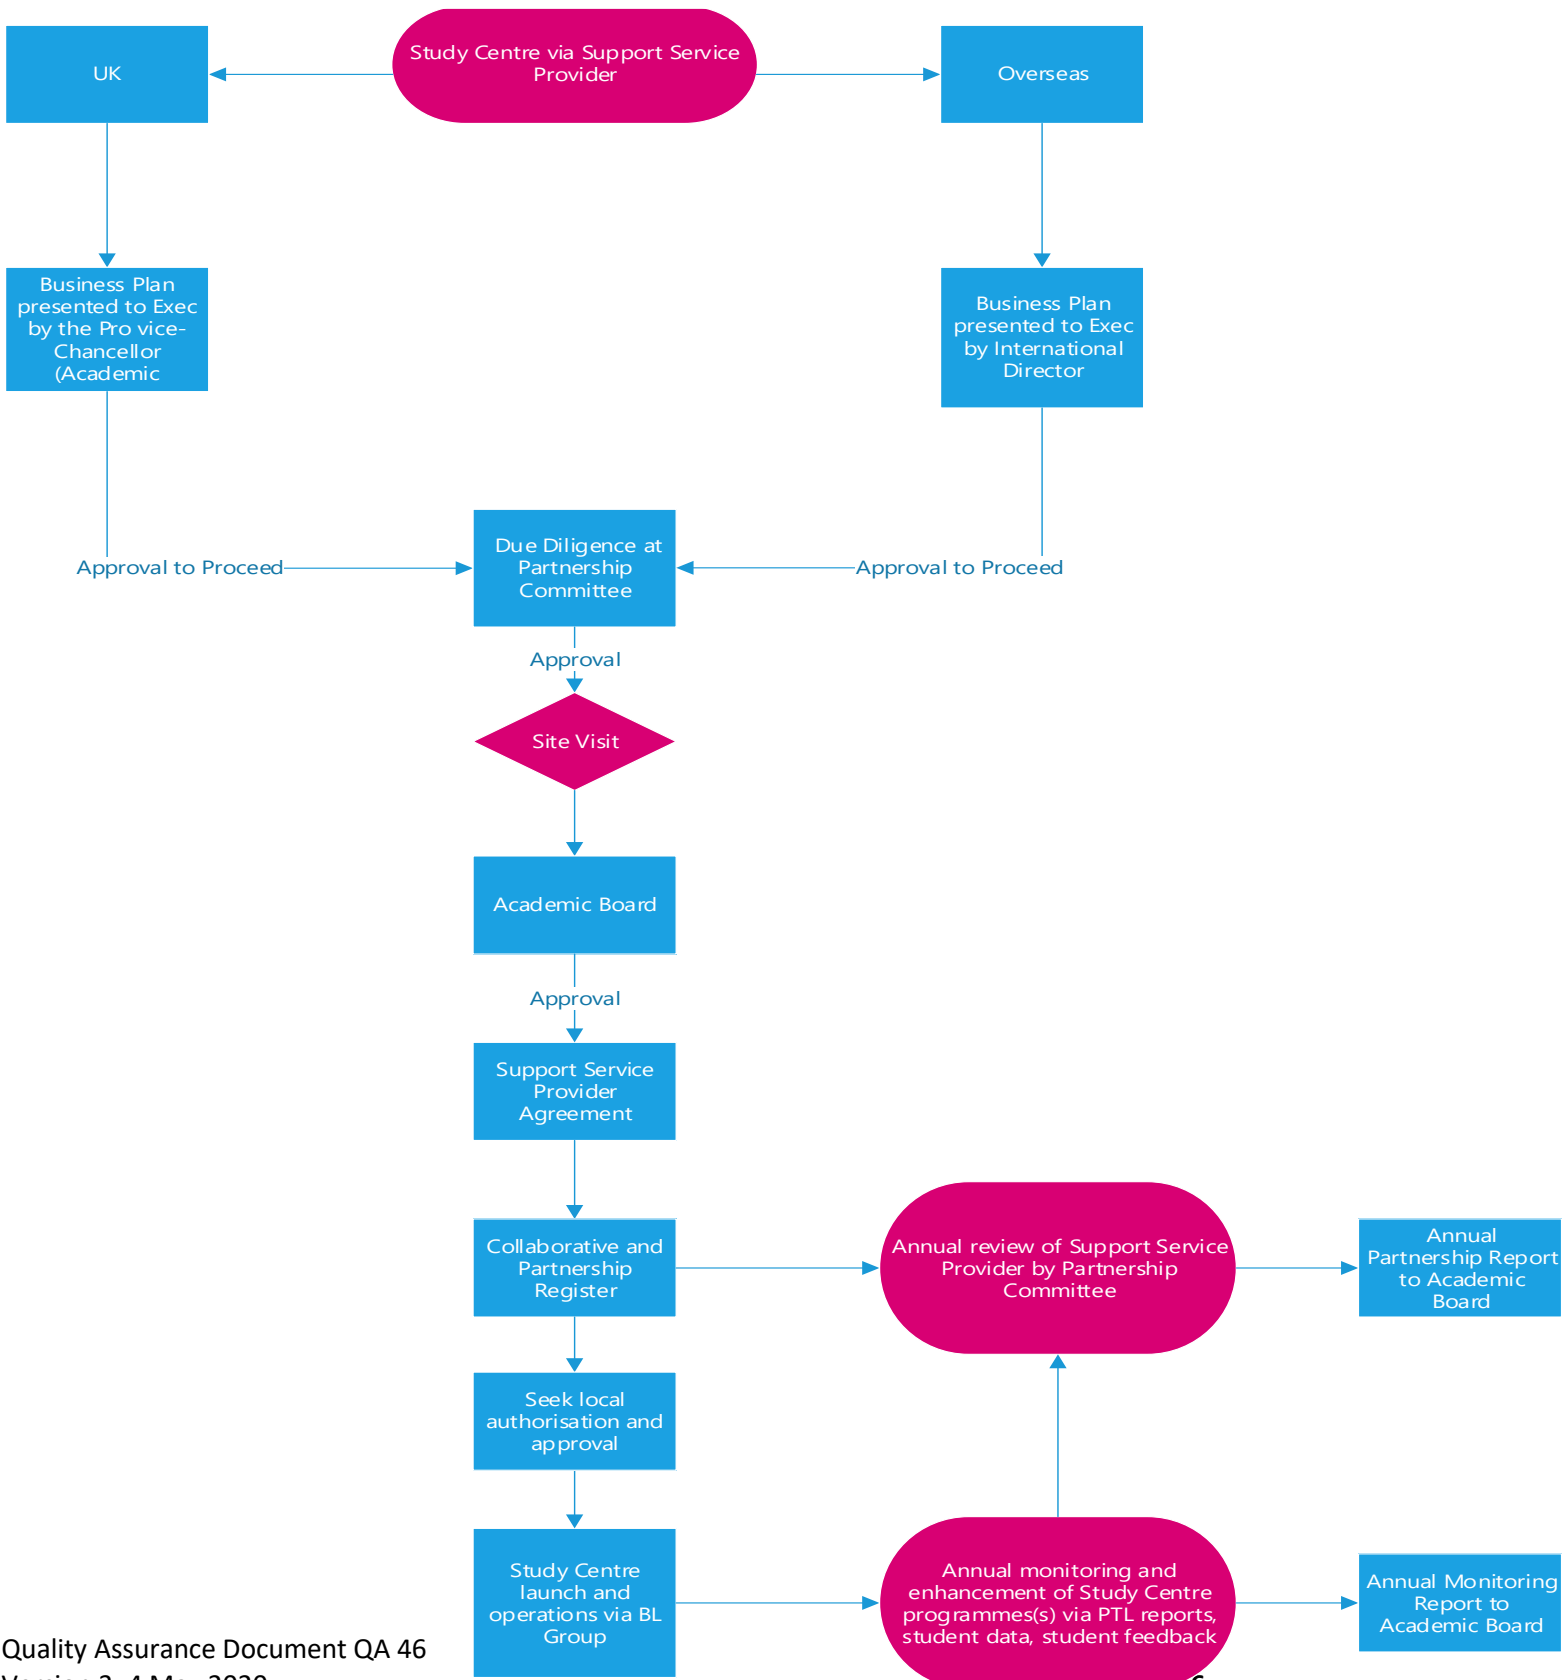 Study Centre via Support Service
Provider
UK
Overseas
Business Plan
presented to Exec
by the Pro vice-
Chancellor
(Academic
Business Plan
presented to Exec
by International
Director
Approval to Proceed
Due Diligence at
Partnership
Committee
Approval to Proceed
Approval
Site Visit
Academic Board
Approval
Support Service
Provider
Agreement
Collaborative and
Partnership
Register
Annual review of Support Service
Provider by Partnership
Committee
Annual
Partnership Report
to Academic
Board
Seek local
authorisation and
approval
Study Centre
launch and
operations via BL
Group
Annual monitoring and
enhancement of Study Centre
programmes(s) via PTL reports,
student data, student feedback
Annual Monitoring
Report to
Academic Board
Quality Assurance Document QA 46